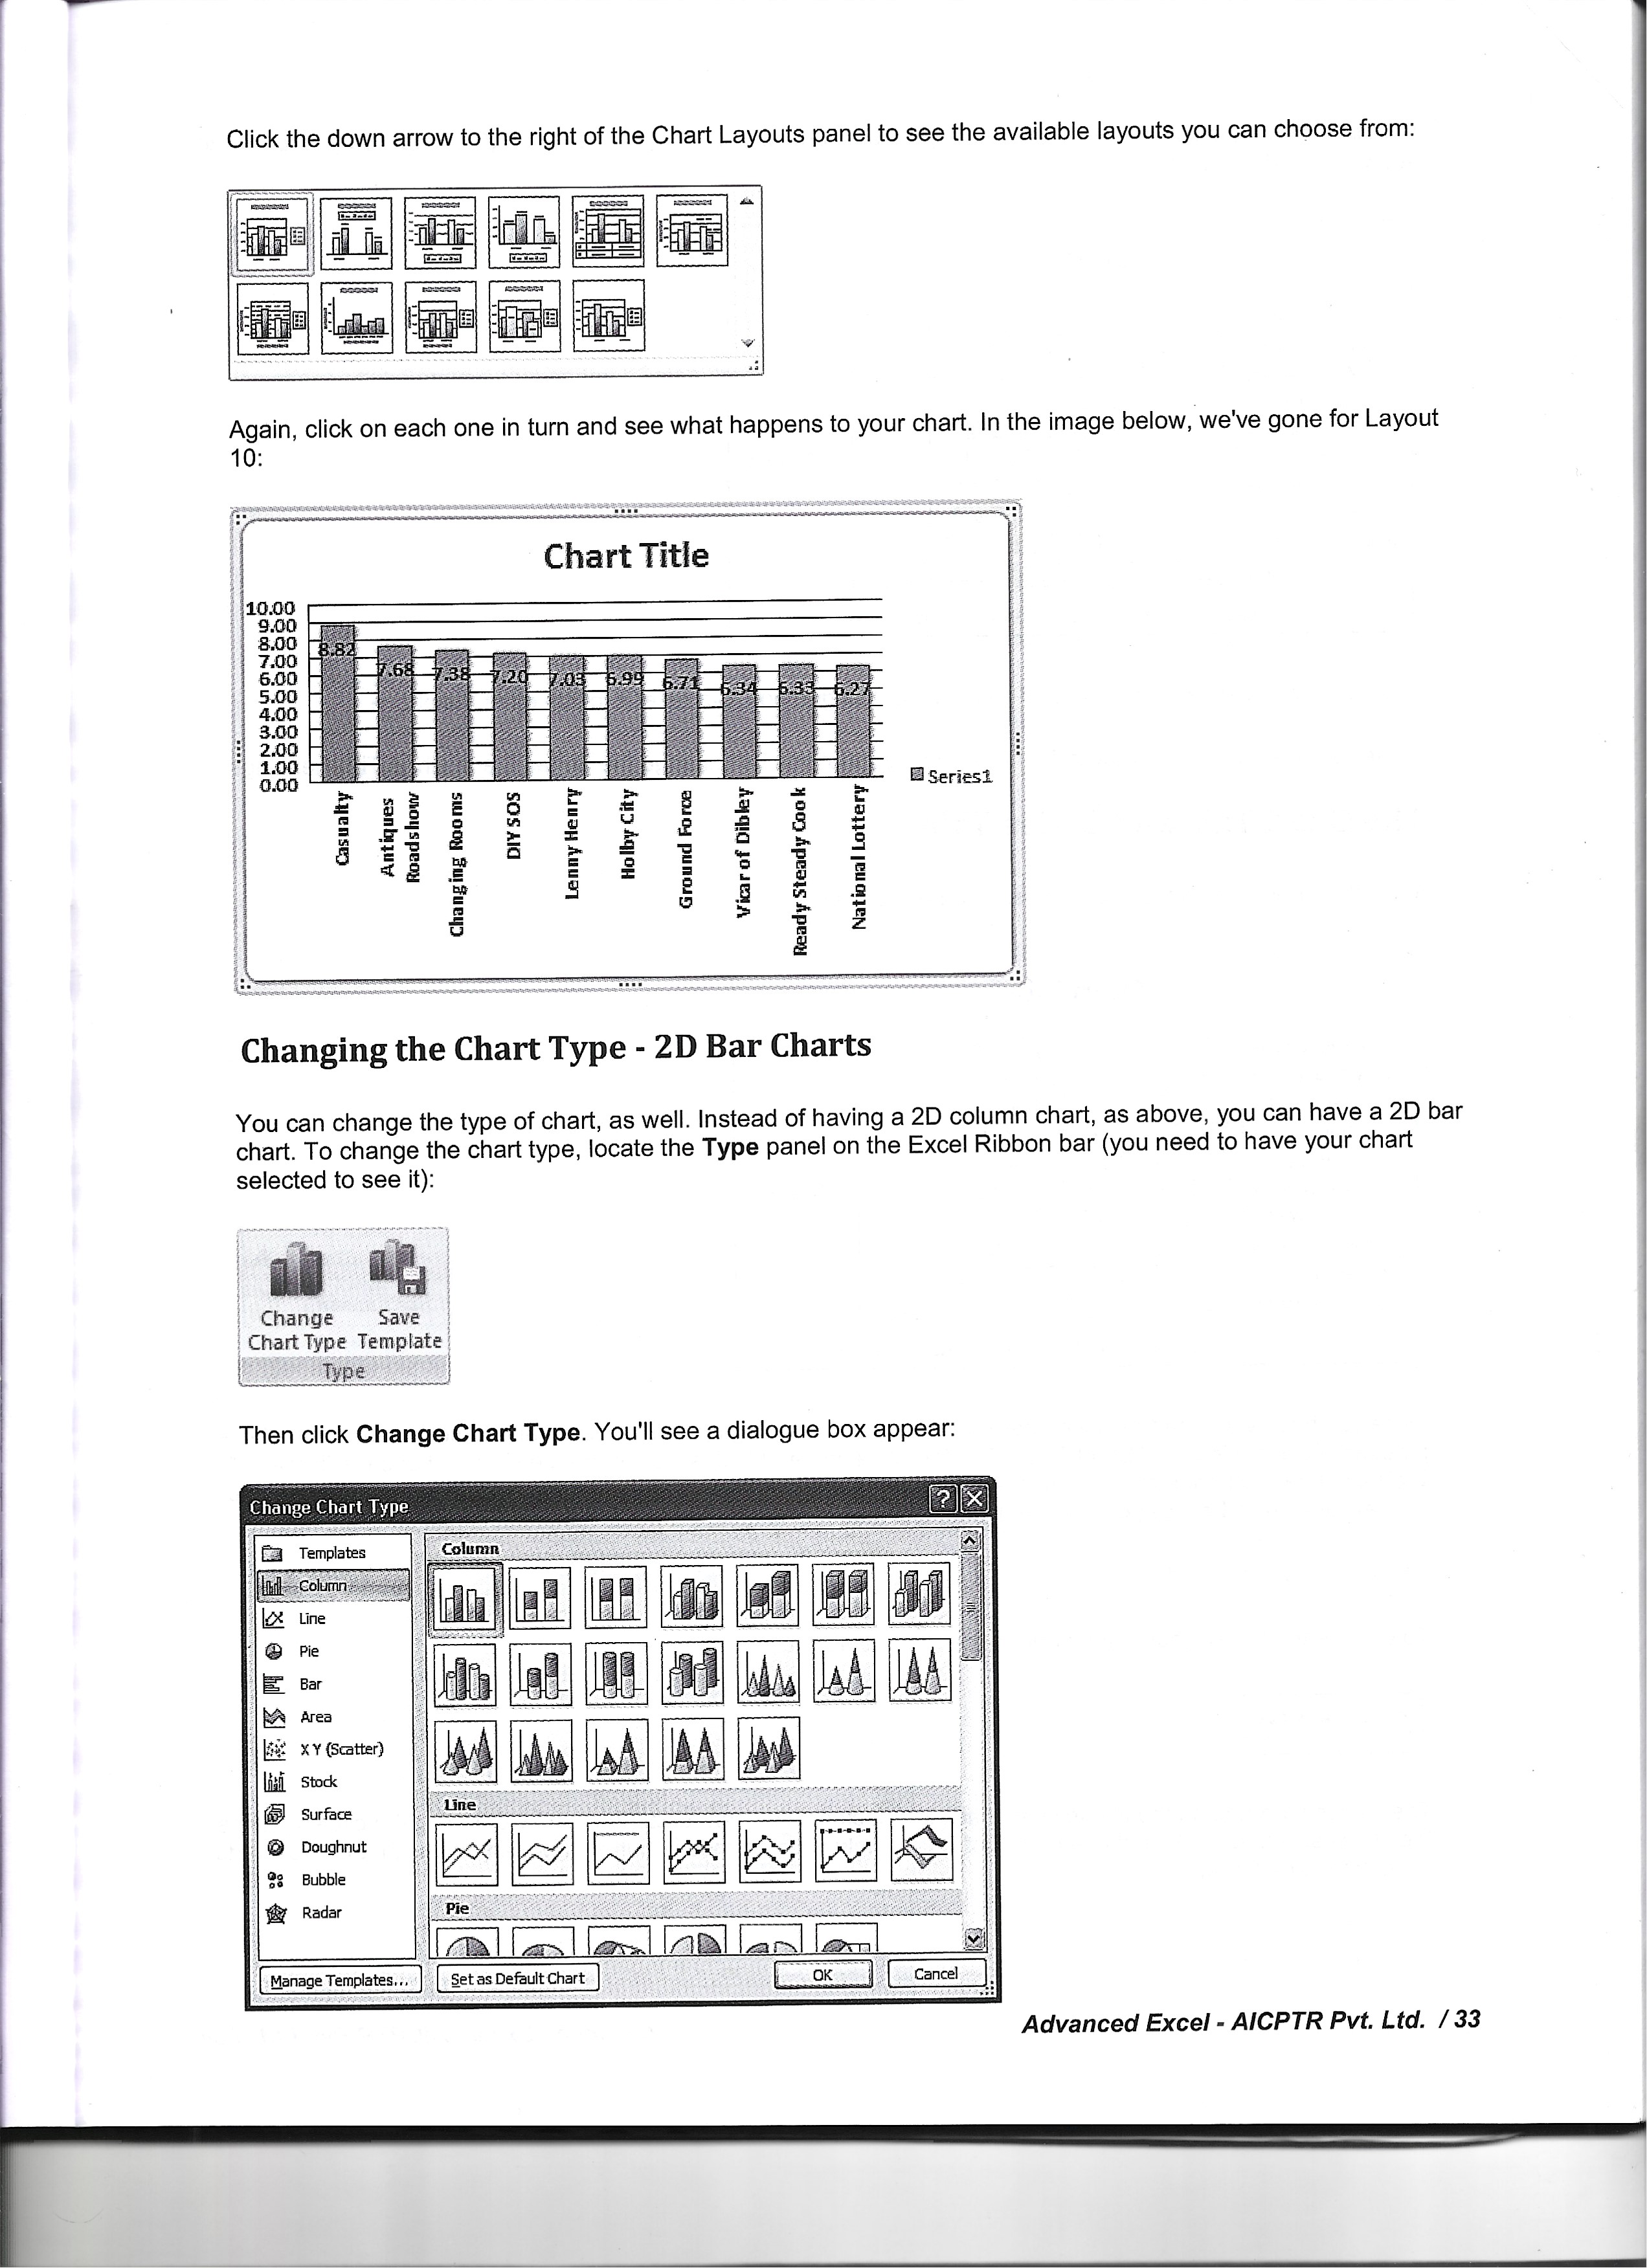 Click the down arrow to the right of the Chart Layouts panel to see the available layouts you can choose from:
Again, click on each one in turn and see what happens to your chart. In the image below, we've gone for Layout
10:
Chart Title
10.00
9.00
8.00
7.00
6.00
5.00
4.00
3.00
2.00
1.00
0.00
8.82
7.68
7.38
7.20
7.03
6.99
6.71
6.34
6.33
6.27
Series1
Casualty
Antiques
Roadshow
Changing Rooms
DIY SOS
Lenny Henry
Holby City
Ground Force
Vicar of Dibley
Ready Steady Cook
National Lottery
Changing the Chart Type - 2D Bar Charts
You can change the type of chart, as well. Instead of having a 2D column chart, as above, you can have a 2D bar
chart. To change the chart type, locate the Type panel on the Excel Ribbon bar (you need to have your chart
selected to see it):
Change Save
Chart Type Template
Type
Then click Change Chart Type. You'll see a dialogue box appear:
Change Chart Type
Templates
Column
Line
Pie
Bar
Area
X Y (Scatter)
Stock
Surface
Doughnut
Bubble
Radar
Column
Line
Pie
Manage Templates... Set as Default Chart OK Cancel
Advanced Excel - AICPTR Pvt. Ltd. / 33